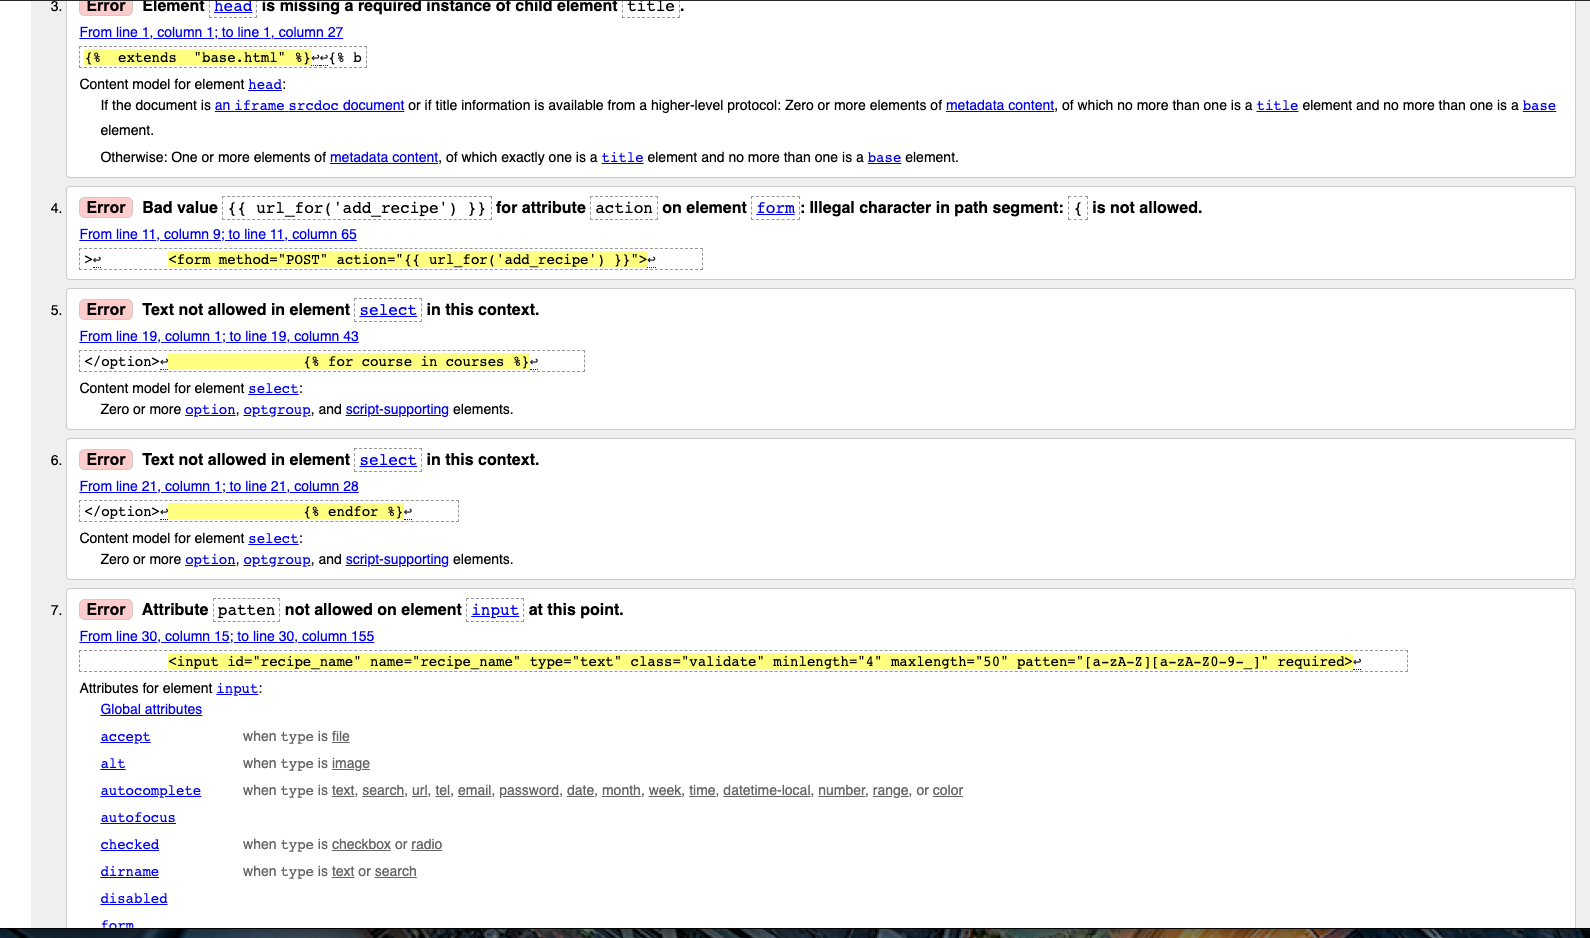 3. Error Element head is missing a required instance of child element title.
From line 1, column 1; to line 1, column 27
{%  extends  "base.html" %}↩↩{% b
Content model for element head:
If the document is an iframe srcdoc document or if title information is available from a higher-level protocol: Zero or more elements of metadata content, of which no more than one is a title element and no more than one is a base
element.
Otherwise: One or more elements of metadata content, of which exactly one is a title element and no more than one is a base element.
4. Error Bad value {{ url_for('add_recipe') }} for attribute action on element form: Illegal character in path segment: { is not allowed.
From line 11, column 9; to line 11, column 65
>↩        <form method="POST" action="{{ url_for('add_recipe') }}">↩
5. Error Text not allowed in element select in this context.
From line 19, column 1; to line 19, column 43
</option>↩                {% for course in courses %}↩
Content model for element select:
Zero or more option, optgroup, and script-supporting elements.
6. Error Text not allowed in element select in this context.
From line 21, column 1; to line 21, column 28
</option>↩                {% endfor %}↩
Content model for element select:
Zero or more option, optgroup, and script-supporting elements.
7. Error Attribute patten not allowed on element input at this point.
From line 30, column 15; to line 30, column 155
<input id="recipe_name" name="recipe_name" type="text" class="validate" minlength="4" maxlength="50" patten="[a-zA-Z][a-zA-Z0-9-_]" required>↩
Attributes for element input:
Global attributes
accept when type is file
alt when type is image
autocomplete when type is text, search, url, tel, email, password, date, month, week, time, datetime-local, number, range, or color
autofocus
checked when type is checkbox or radio
dirname when type is text or search
disabled
form